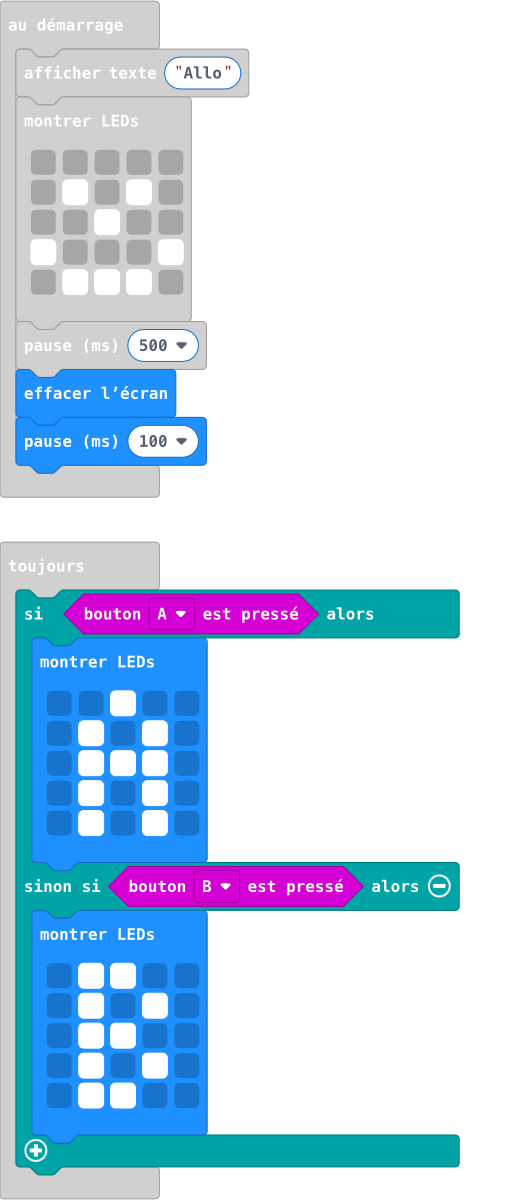 au démarrage
afficher texte "Allo"
montrer LEDs
pause (ms) 500
effacer l’écran
pause (ms) 100
toujours
si bouton A est pressé alors
montrer LEDs
sinon si bouton B est pressé alors
montrer LEDs